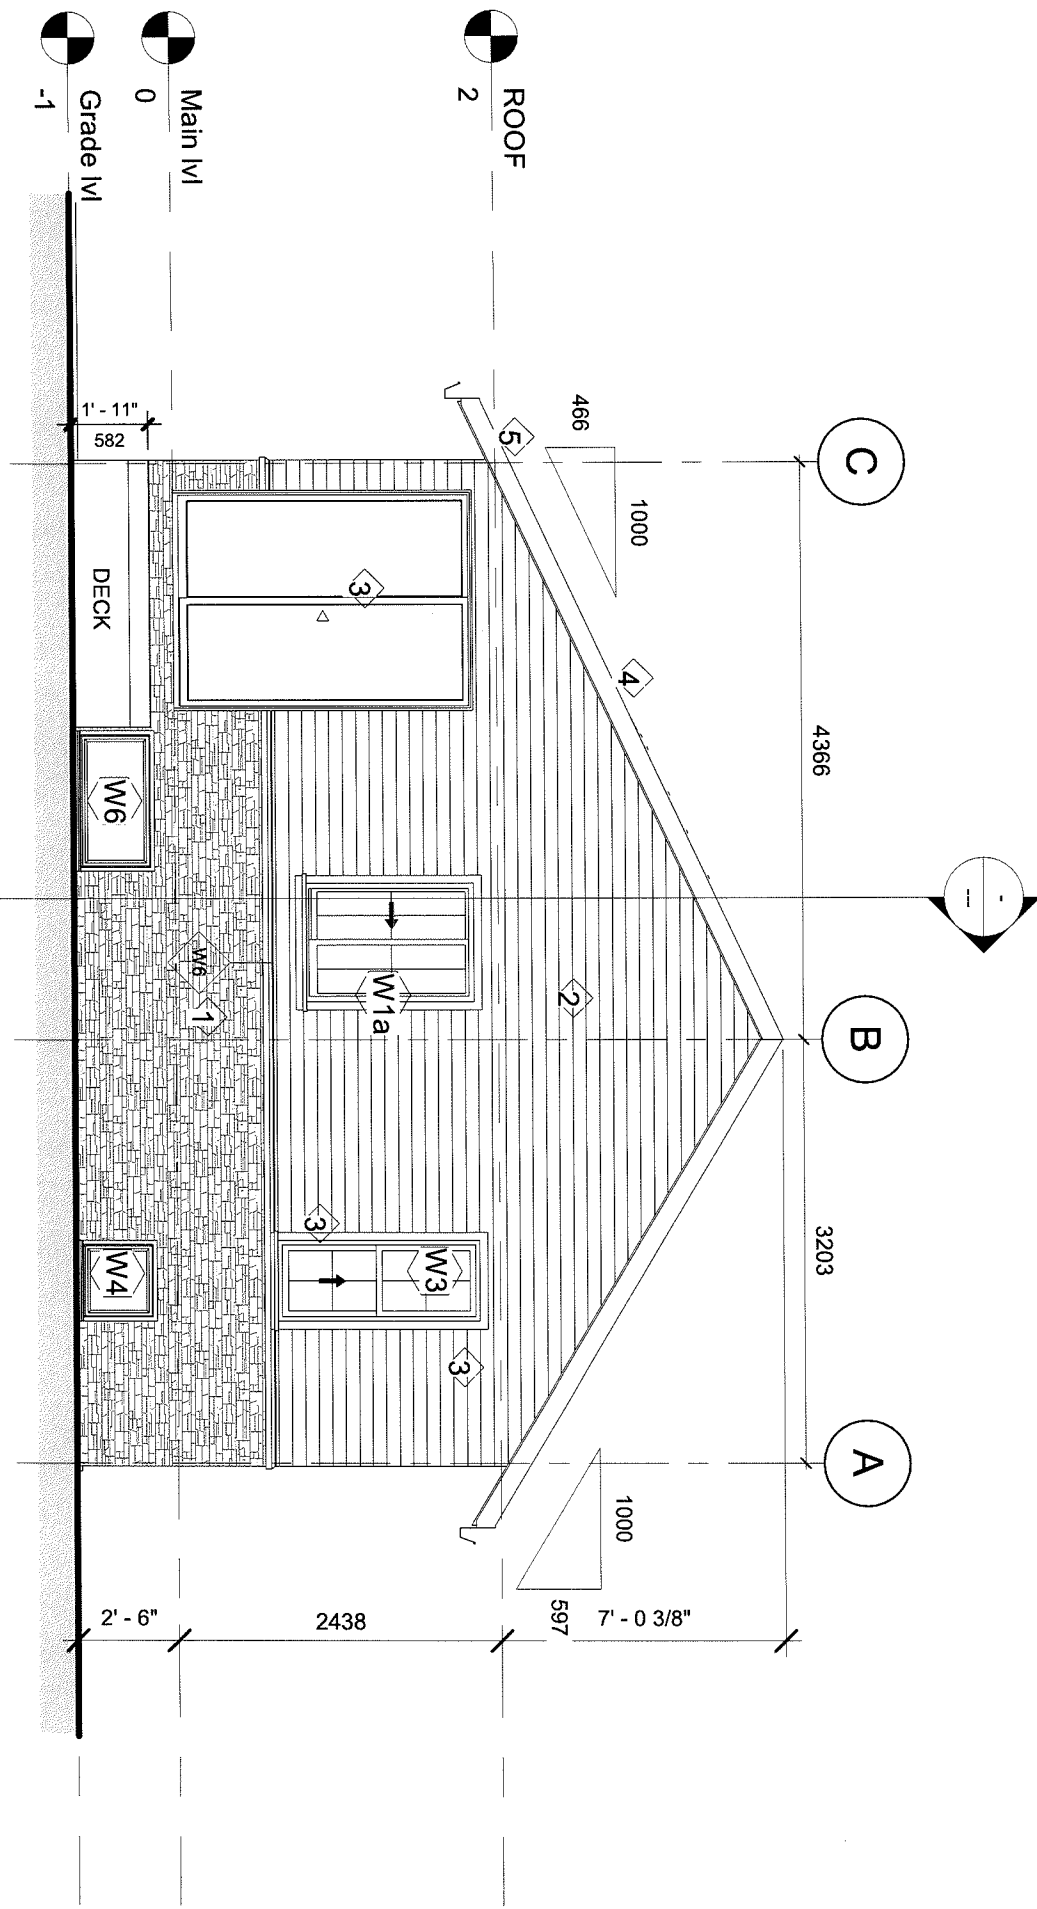 C
B
A
4366
3203
-
---
466
1000
1000
597
7' - 0 3/8"
ROOF
2
5
4
2
3
W1a
W3
3
3
2438
Main lvl
0
W6
1
Grade lvl
-1
1' - 11"
582
DECK
W6
W4
2' - 6"